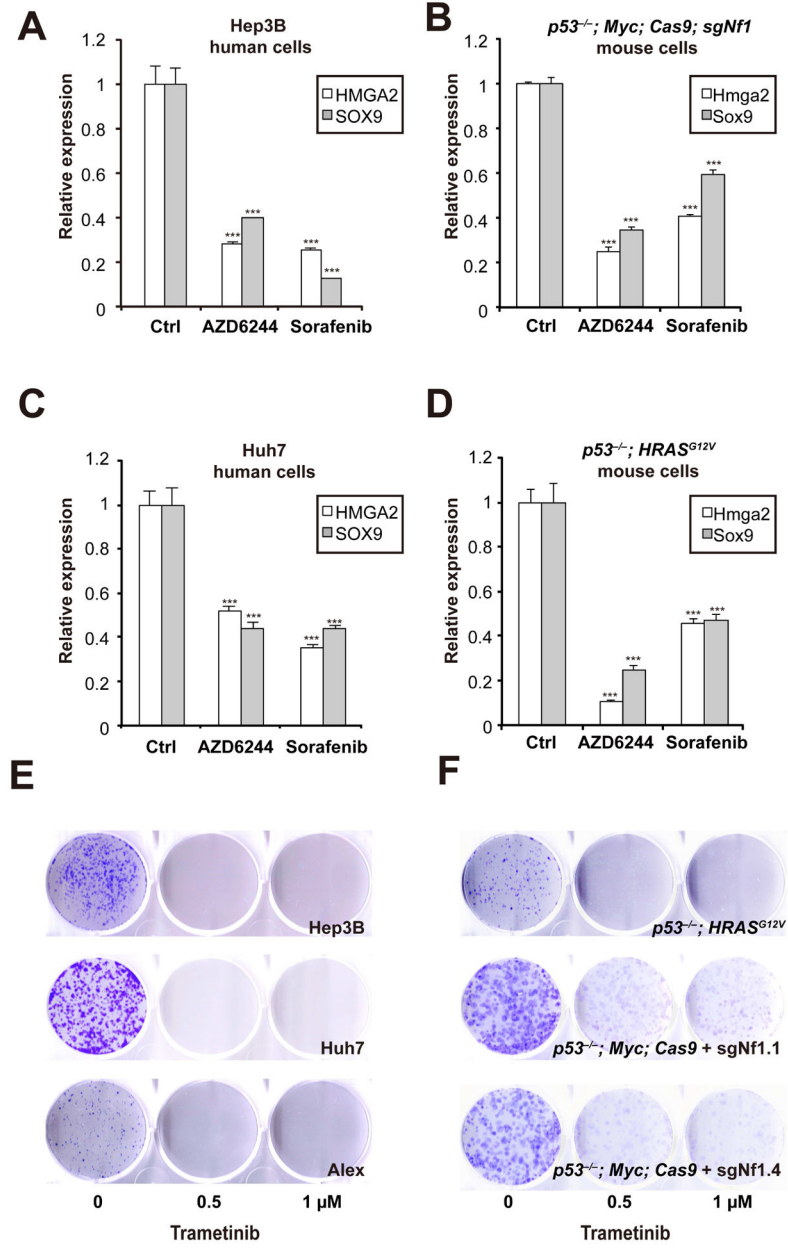 A
Hep3B
human cells
Relative expression
1.2
1
0.8
0.6
0.4
0.2
0
HMGA2
SOX9
***
***
***
***
Ctrl AZD6244 Sorafenib
B
p53–/–; Myc; Cas9; sgNf1
mouse cells
Relative expression
1.2
1
0.8
0.6
0.4
0.2
0
Hmga2
Sox9
***
***
***
***
Ctrl AZD6244 Sorafenib
C
Huh7
human cells
Relative expression
1.2
1
0.8
0.6
0.4
0.2
0
HMGA2
SOX9
***
***
***
***
Ctrl AZD6244 Sorafenib
D
p53–/–; HRASG12V
mouse cells
Relative expression
1.2
1
0.8
0.6
0.4
0.2
0
Hmga2
Sox9
***
***
***
***
Ctrl AZD6244 Sorafenib
E
Hep3B
Huh7
Alex
0 0.5 1 µM
Trametinib
F
p53–/–; HRASG12V
p53–/–; Myc; Cas9 + sgNf1.1
p53–/–; Myc; Cas9 + sgNf1.4
0 0.5 1 µM
Trametinib